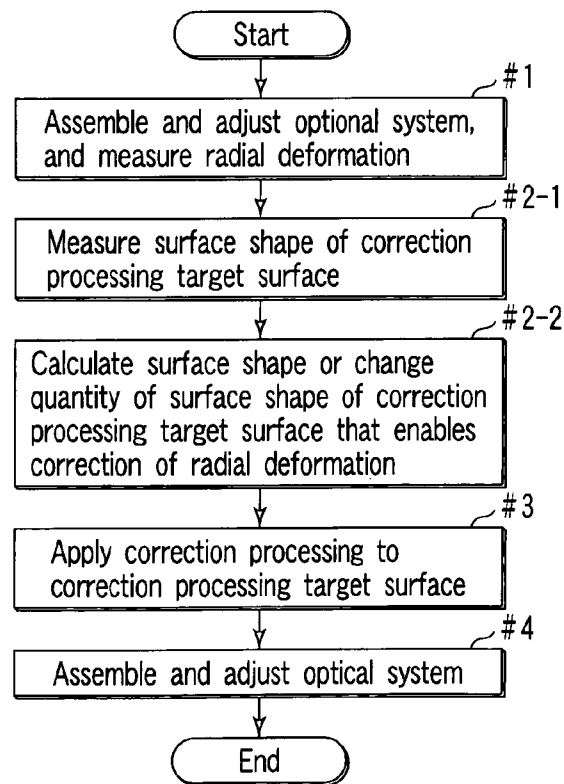 Start
#1
Assemble and adjust optional system,
and measure radial deformation
#2-1
Measure surface shape of correction
processing target surface
#2-2
Calculate surface shape or change
quantity of surface shape of correction
processing target surface that enables
correction of radial deformation
#3
Apply correction processing to
correction processing target surface
#4
Assemble and adjust optical system
End